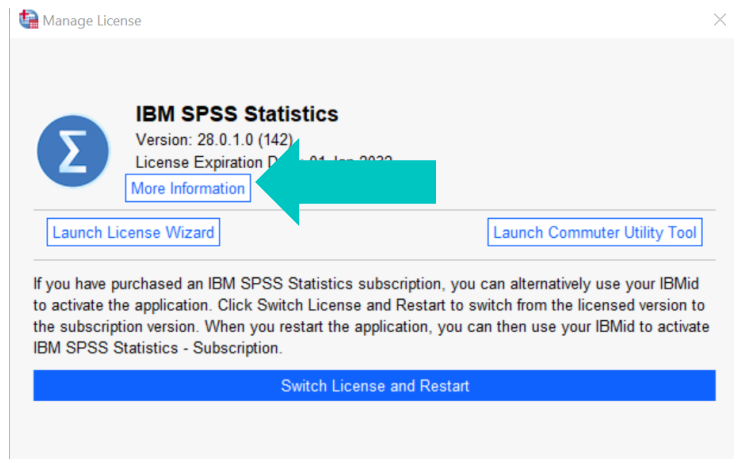 Manage License
IBM SPSS Statistics
Version: 28.0.1.0 (142)
License Expiration
More Information
Launch License Wizard
Launch Commuter Utility Tool
If you have purchased an IBM SPSS Statistics subscription, you can alternatively use your IBMid
to activate the application. Click Switch License and Restart to switch from the licensed version to
the subscription version. When you restart the application, you can then use your IBMid to activate
IBM SPSS Statistics - Subscription.
Switch License and Restart